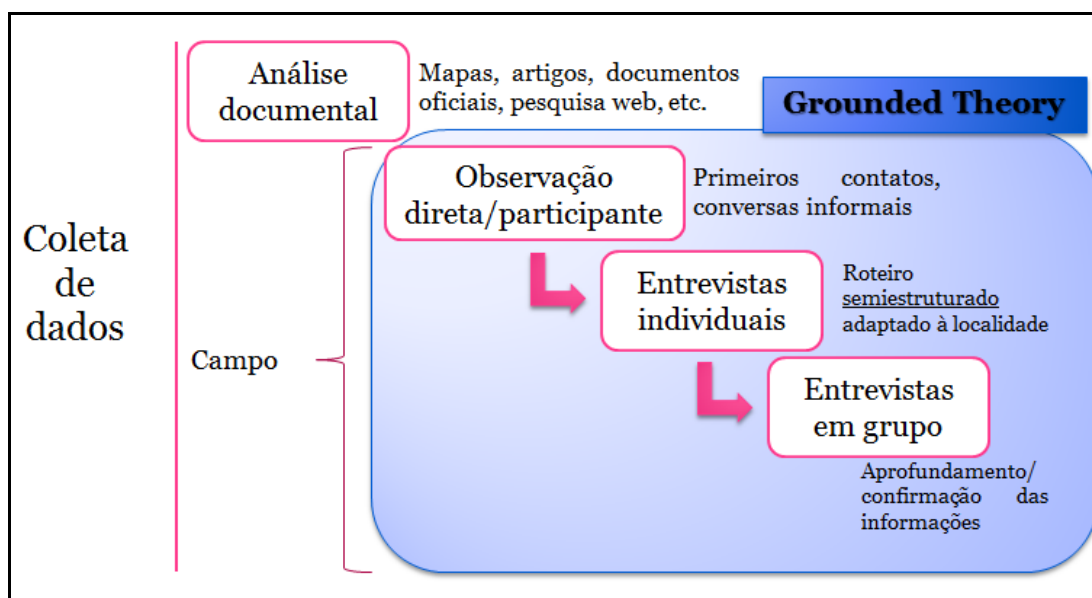 Coleta
de
dados
Análise
documental
Mapas, artigos, documentos
oficiais, pesquisa web, etc.
Grounded Theory
Campo
Observação
direta/participante
Primeiros contatos,
conversas informais
Entrevistas
individuais
Roteiro
semiestruturado
adaptado à localidade
Entrevistas
em grupo
Aprofundamento/
confirmação das
informações